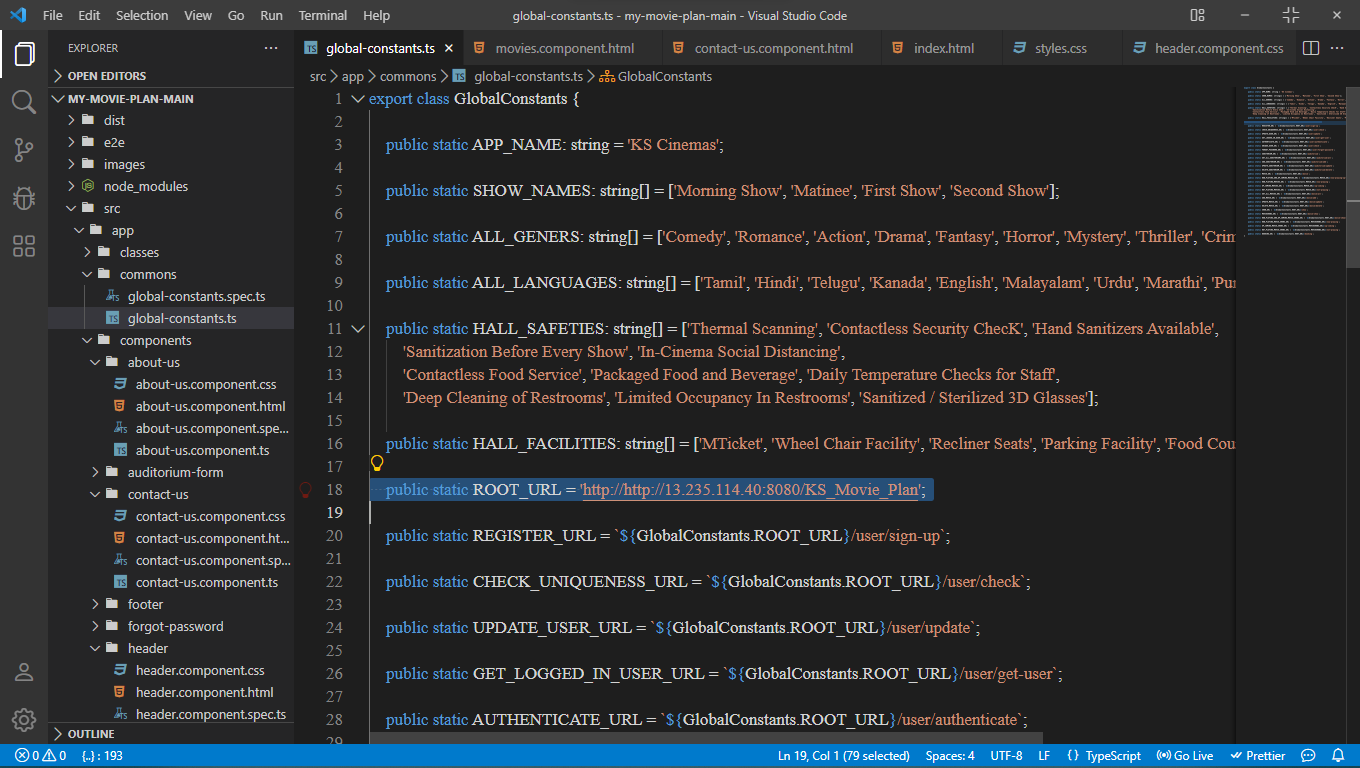 File Edit Selection View Go Run Terminal Help
global-constants.ts - my-movie-plan-main - Visual Studio Code
EXPLORER
OPEN EDITORS
MY-MOVIE-PLAN-MAIN
dist
e2e
images
node_modules
src
app
classes
commons
global-constants.spec.ts
global-constants.ts
components
about-us
about-us.component.css
about-us.component.html
about-us.component.spe...
about-us.component.ts
auditorium-form
contact-us
contact-us.component.css
contact-us.component.ht...
contact-us.component.sp...
contact-us.component.ts
footer
forgot-password
header
header.component.css
header.component.html
header.component.spec.ts
OUTLINE
TS global-constants.ts movies.component.html contact-us.component.html index.html styles.css header.component.css
src > app > commons > TS global-constants.ts > GlobalConstants
1 export class GlobalConstants {
2
3 public static APP_NAME: string = 'KS Cinemas';
4
5 public static SHOW_NAMES: string[] = ['Morning Show', 'Matinee', 'First Show', 'Second Show'];
6
7 public static ALL_GENERS: string[] = ['Comedy', 'Romance', 'Action', 'Drama', 'Fantasy', 'Horror', 'Mystery', 'Thriller', 'Crim
8
9 public static ALL_LANGUAGES: string[] = ['Tamil', 'Hindi', 'Telugu', 'Kanada', 'English', 'Malayalam', 'Urdu', 'Marathi', 'Pun
10
11 public static HALL_SAFETIES: string[] = ['Thermal Scanning', 'Contactless Security ChecK', 'Hand Sanitizers Available',
12 'Sanitization Before Every Show', 'In-Cinema Social Distancing',
13 'Contactless Food Service', 'Packaged Food and Beverage', 'Daily Temperature Checks for Staff',
14 'Deep Cleaning of Restrooms', 'Limited Occupancy In Restrooms', 'Sanitized / Sterilized 3D Glasses'];
15
16 public static HALL_FACILITIES: string[] = ['MTicket', 'Wheel Chair Facility', 'Recliner Seats', 'Parking Facility', 'Food Cou
17
18 public static ROOT_URL = 'http://http://13.235.114.40:8080/KS_Movie_Plan';
19
20 public static REGISTER_URL = `${GlobalConstants.ROOT_URL}/user/sign-up`;
21
22 public static CHECK_UNIQUENESS_URL = `${GlobalConstants.ROOT_URL}/user/check`;
23
24 public static UPDATE_USER_URL = `${GlobalConstants.ROOT_URL}/user/update`;
25
26 public static GET_LOGGED_IN_USER_URL = `${GlobalConstants.ROOT_URL}/user/get-user`;
27
28 public static AUTHENTICATE_URL = `${GlobalConstants.ROOT_URL}/user/authenticate`;
29
0 0 {..} : 193 Ln 19, Col 1 (79 selected) Spaces: 4 UTF-8 LF { } TypeScript Go Live Prettier